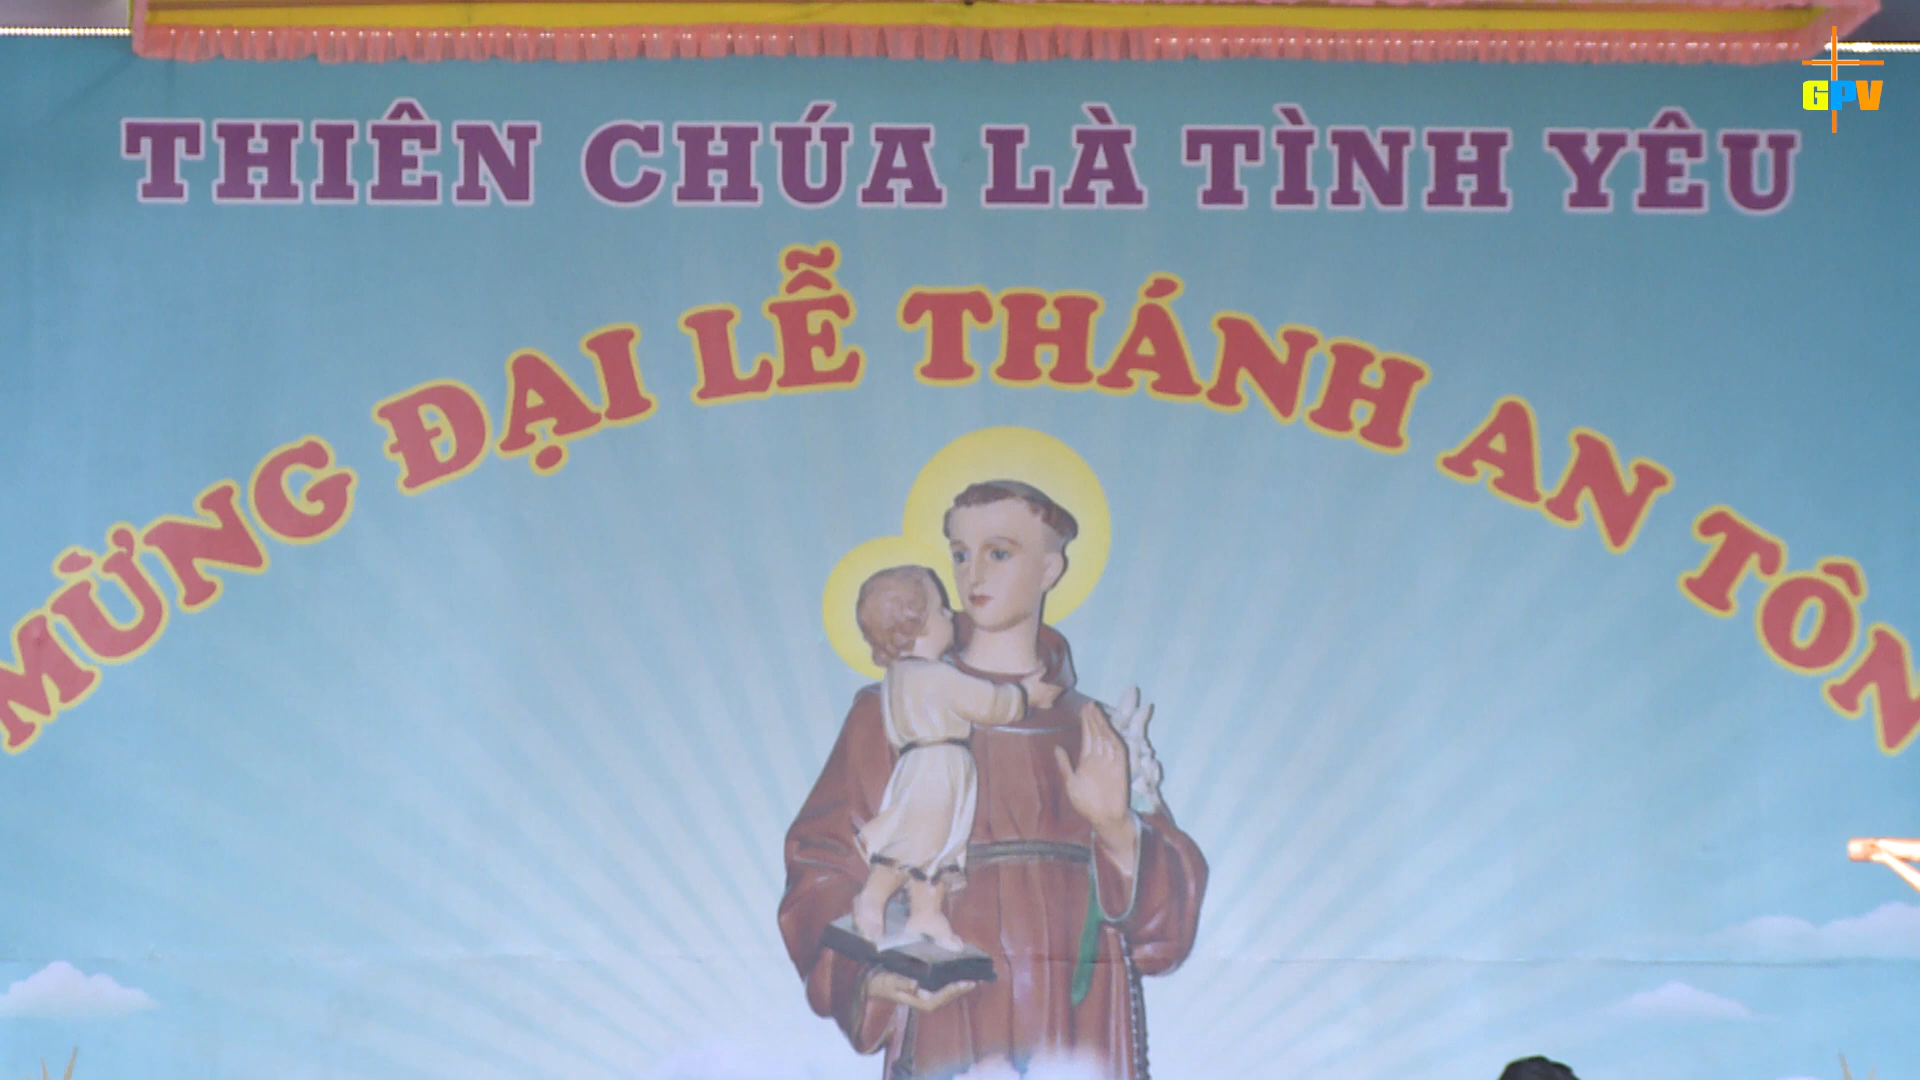 GPV
THIÊN CHÚA LÀ TÌNH YÊU
MỪNG ĐẠI LỄ THÁNH AN TÔN